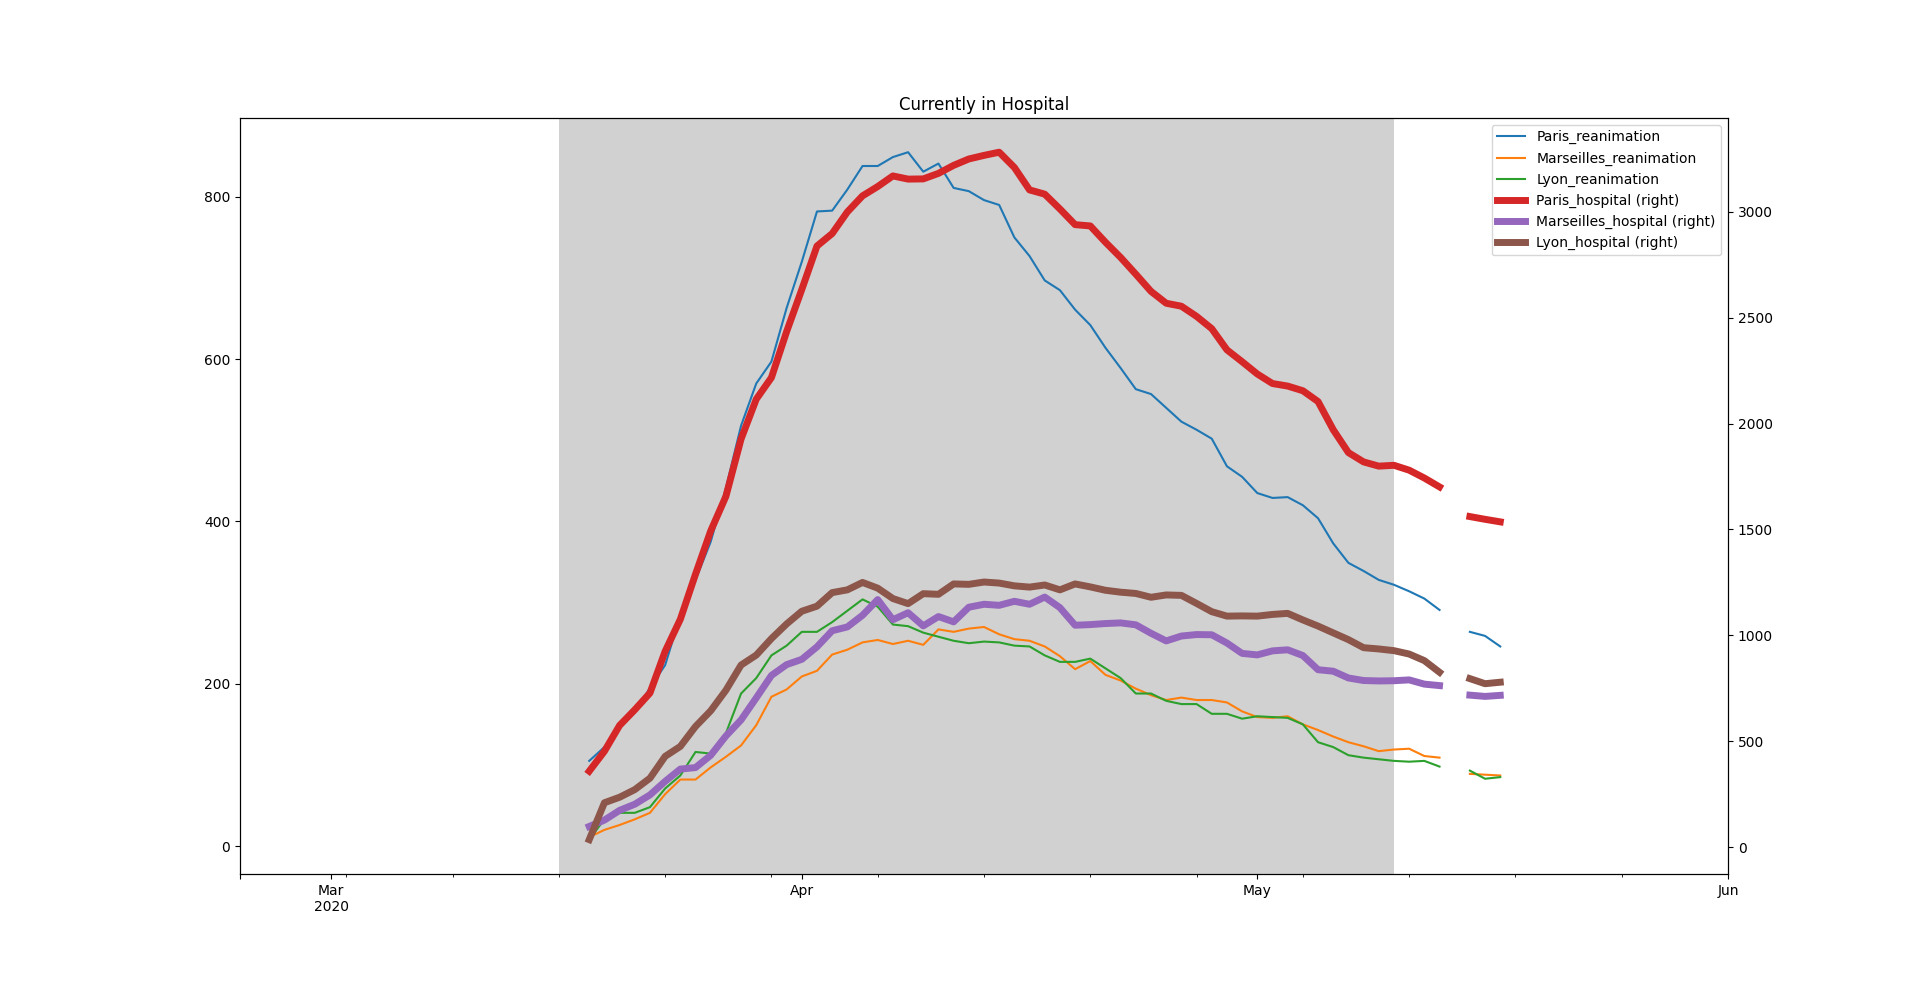 Currently in Hospital
Paris_reanimation
Marseilles_reanimation
Lyon_reanimation
Paris_hospital (right)
Marseilles_hospital (right)
Lyon_hospital (right)
800
600
400
200
0
3000
2500
2000
1500
1000
500
0
Mar
2020
Apr
May
Jun